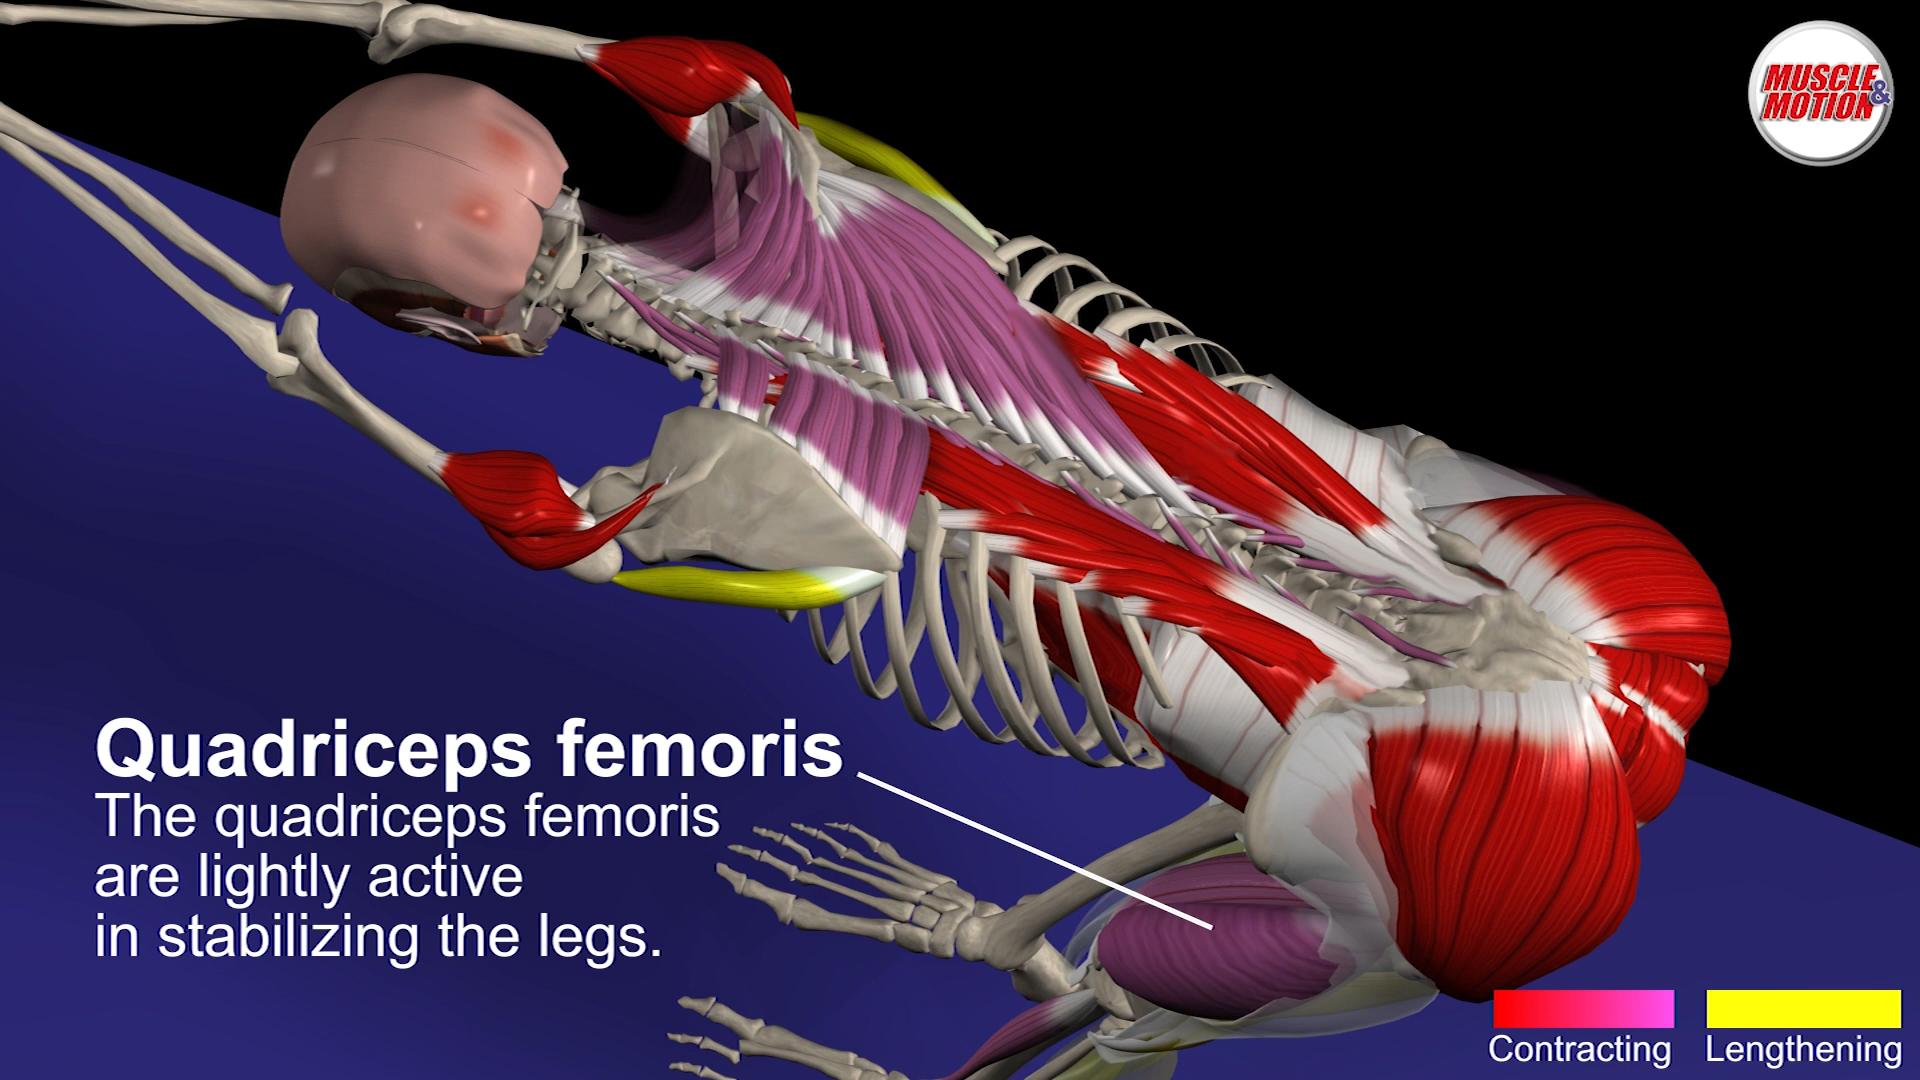 MUSCLE &
MOTION
Quadriceps femoris
The quadriceps femoris
are lightly active
in stabilizing the legs.
Contracting
Lengthening